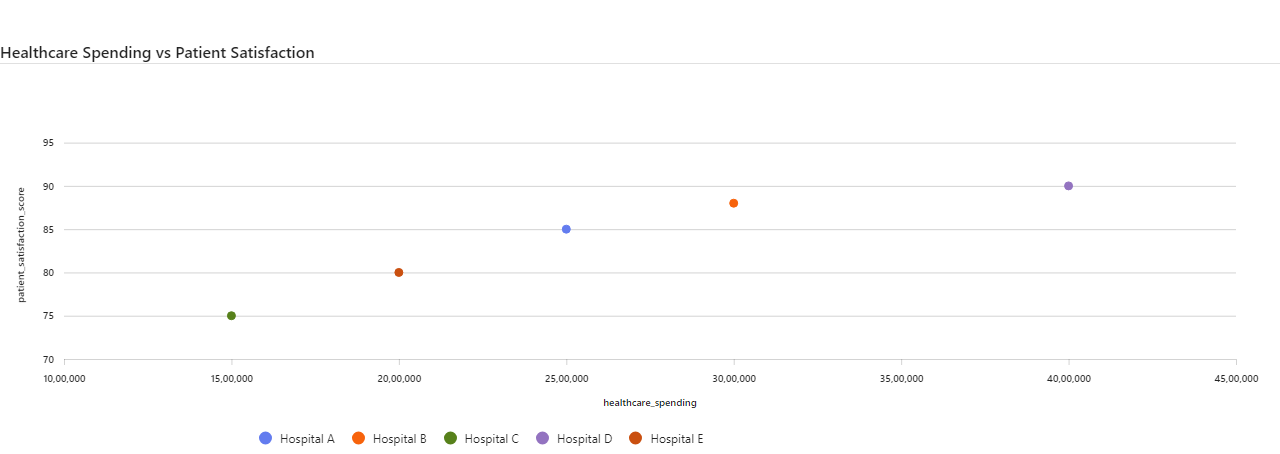 Healthcare Spending vs Patient Satisfaction
95
90
85
80
75
70
patient_satisfaction_score
10,00,000 15,00,000 20,00,000 25,00,000 30,00,000 35,00,000 40,00,000 45,00,000
healthcare_spending
Hospital A Hospital B Hospital C Hospital D Hospital E